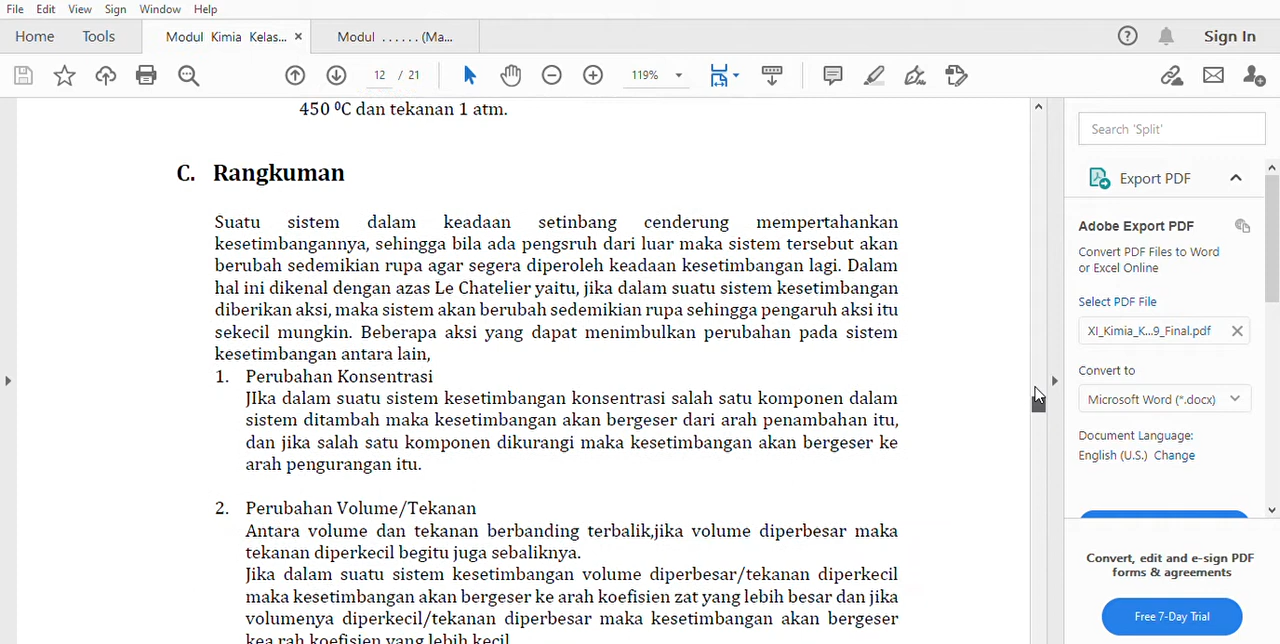 File Edit View Sign Window Help
Home Tools Modul Kimia Kelas... × Modul ...... (Ma... Sign In
12 / 21 119%
450 ⁰C dan tekanan 1 atm.
C. Rangkuman
Suatu sistem dalam keadaan setinbang cenderung mempertahankan
kesetimbangannya, sehingga bila ada pengsruh dari luar maka sistem tersebut akan
berubah sedemikian rupa agar segera diperoleh keadaan kesetimbangan lagi. Dalam
hal ini dikenal dengan azas Le Chatelier yaitu, jika dalam suatu sistem kesetimbangan
diberikan aksi, maka sistem akan berubah sedemikian rupa sehingga pengaruh aksi itu
sekecil mungkin. Beberapa aksi yang dapat menimbulkan perubahan pada sistem
kesetimbangan antara lain,
1. Perubahan Konsentrasi
JIka dalam suatu sistem kesetimbangan konsentrasi salah satu komponen dalam
sistem ditambah maka kesetimbangan akan bergeser dari arah penambahan itu,
dan jika salah satu komponen dikurangi maka kesetimbangan akan bergeser ke
arah pengurangan itu.
2. Perubahan Volume/Tekanan
Antara volume dan tekanan berbanding terbalik,jika volume diperbesar maka
tekanan diperkecil begitu juga sebaliknya.
Jika dalam suatu sistem kesetimbangan volume diperbesar/tekanan diperkecil
maka kesetimbangan akan bergeser ke arah koefisien zat yang lebih besar dan jika
volumenya diperkecil/tekanan diperbesar maka kesetimbangan akan bergeser
kea rah koefisien yang lebih kecil
Search 'Split'
Export PDF
Adobe Export PDF
Convert PDF Files to Word
or Excel Online
Select PDF File
XI_Kimia_K...9_Final.pdf
Convert to
Microsoft Word (*.docx)
Document Language:
English (U.S.) Change
Convert, edit and e-sign PDF
forms & agreements
Free 7-Day Trial